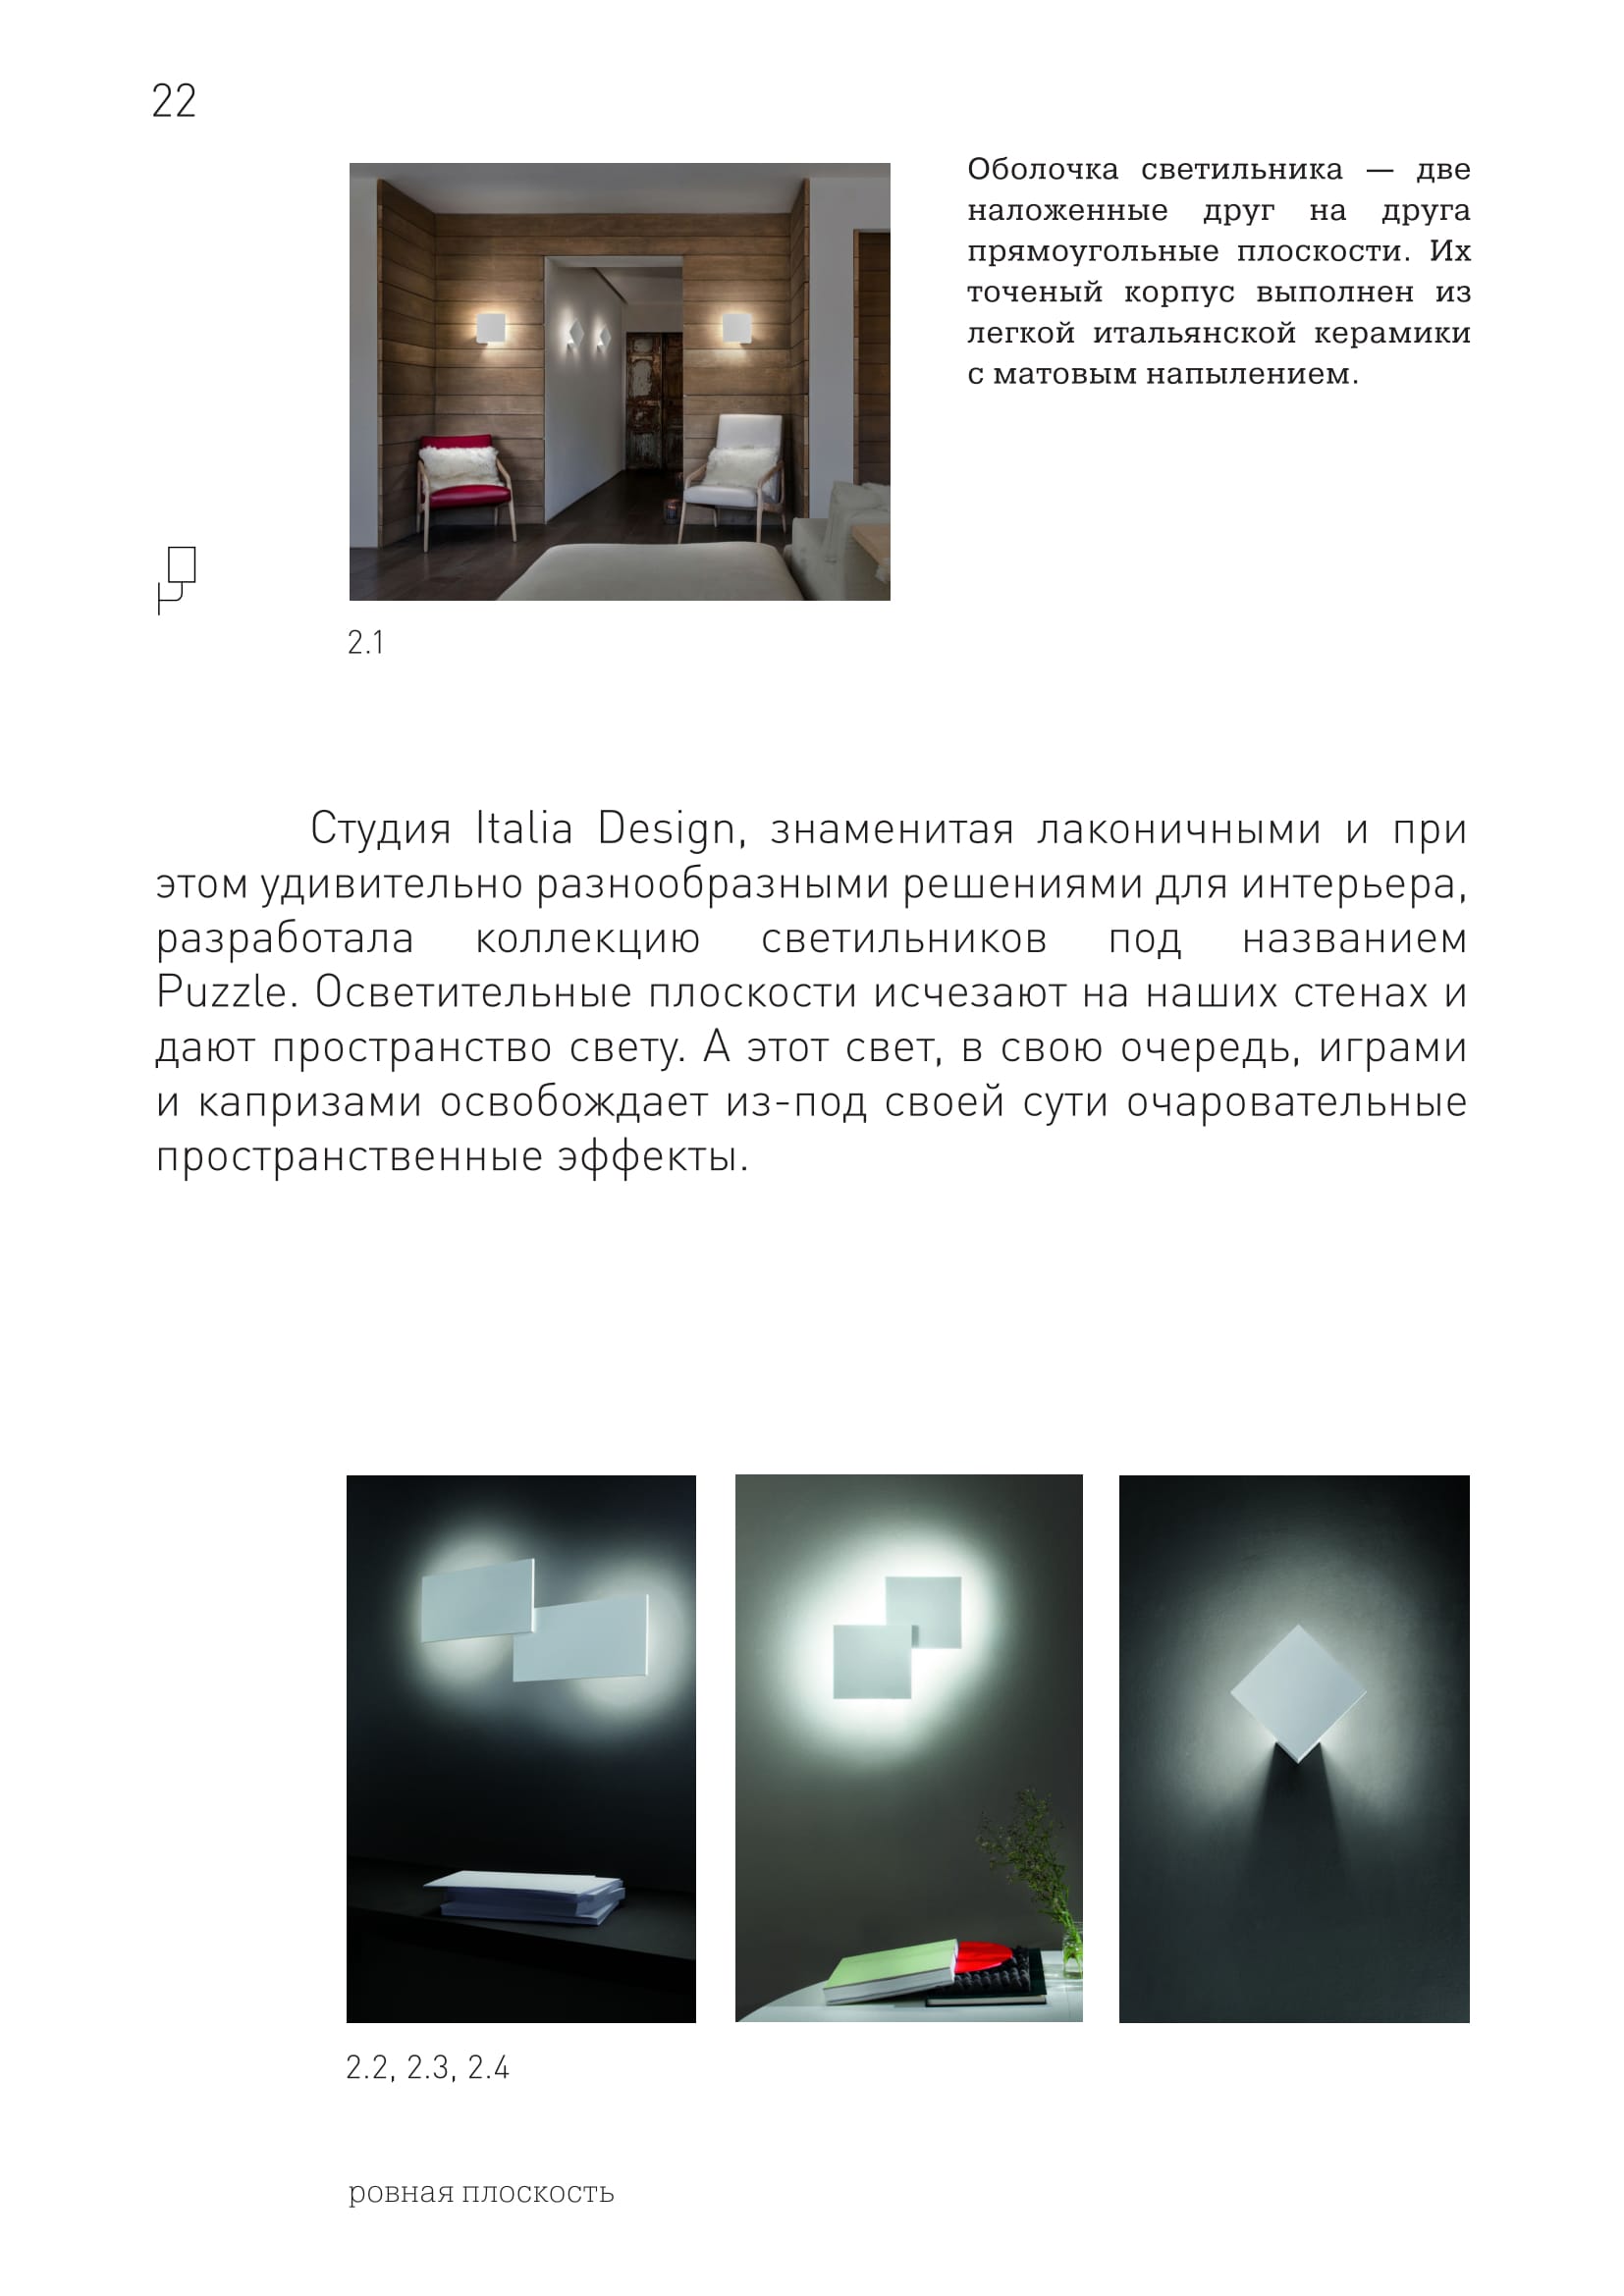 22
Оболочка светильника — две
наложенные друг на друга
прямоугольные плоскости. Их
точеный корпус выполнен из
легкой итальянской керамики
с матовым напылением.
2.1
Студия Italia Design, знаменитая лаконичными и при
этом удивительно разнообразными решениями для интерьера,
разработала коллекцию светильников под названием
Puzzle. Осветительные плоскости исчезают на наших стенах и
дают пространство свету. А этот свет, в свою очередь, играми
и капризами освобождает из-под своей сути очаровательные
пространственные эффекты.
2.2, 2.3, 2.4
ровная плоскость